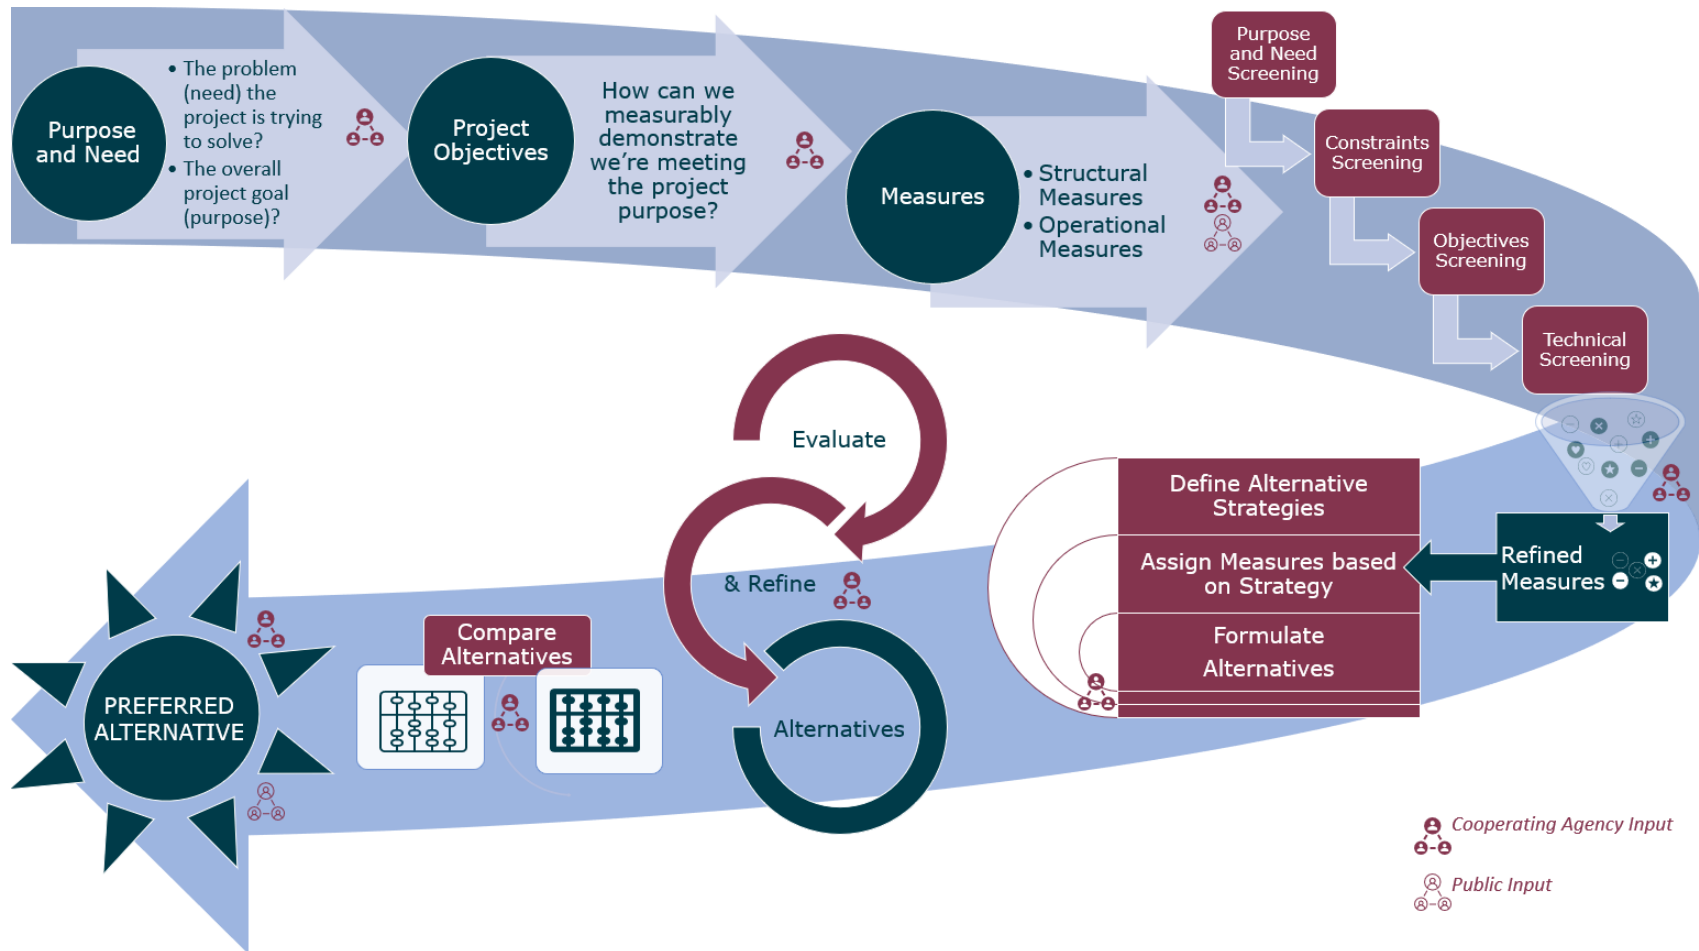 Purpose
and Need
• The problem
(need) the
project is trying
to solve?
• The overall
project goal
(purpose)?
Project
Objectives
How can we
measurably
demonstrate
we’re meeting
the project
purpose?
Measures
• Structural
Measures
• Operational
Measures
Purpose
and Need
Screening
Constraints
Screening
Objectives
Screening
Technical
Screening
Refined
Measures
Define Alternative
Strategies
Assign Measures based
on Strategy
Formulate
Alternatives
Evaluate
& Refine
Alternatives
Compare
Alternatives
PREFERRED
ALTERNATIVE
Cooperating Agency Input
Public Input